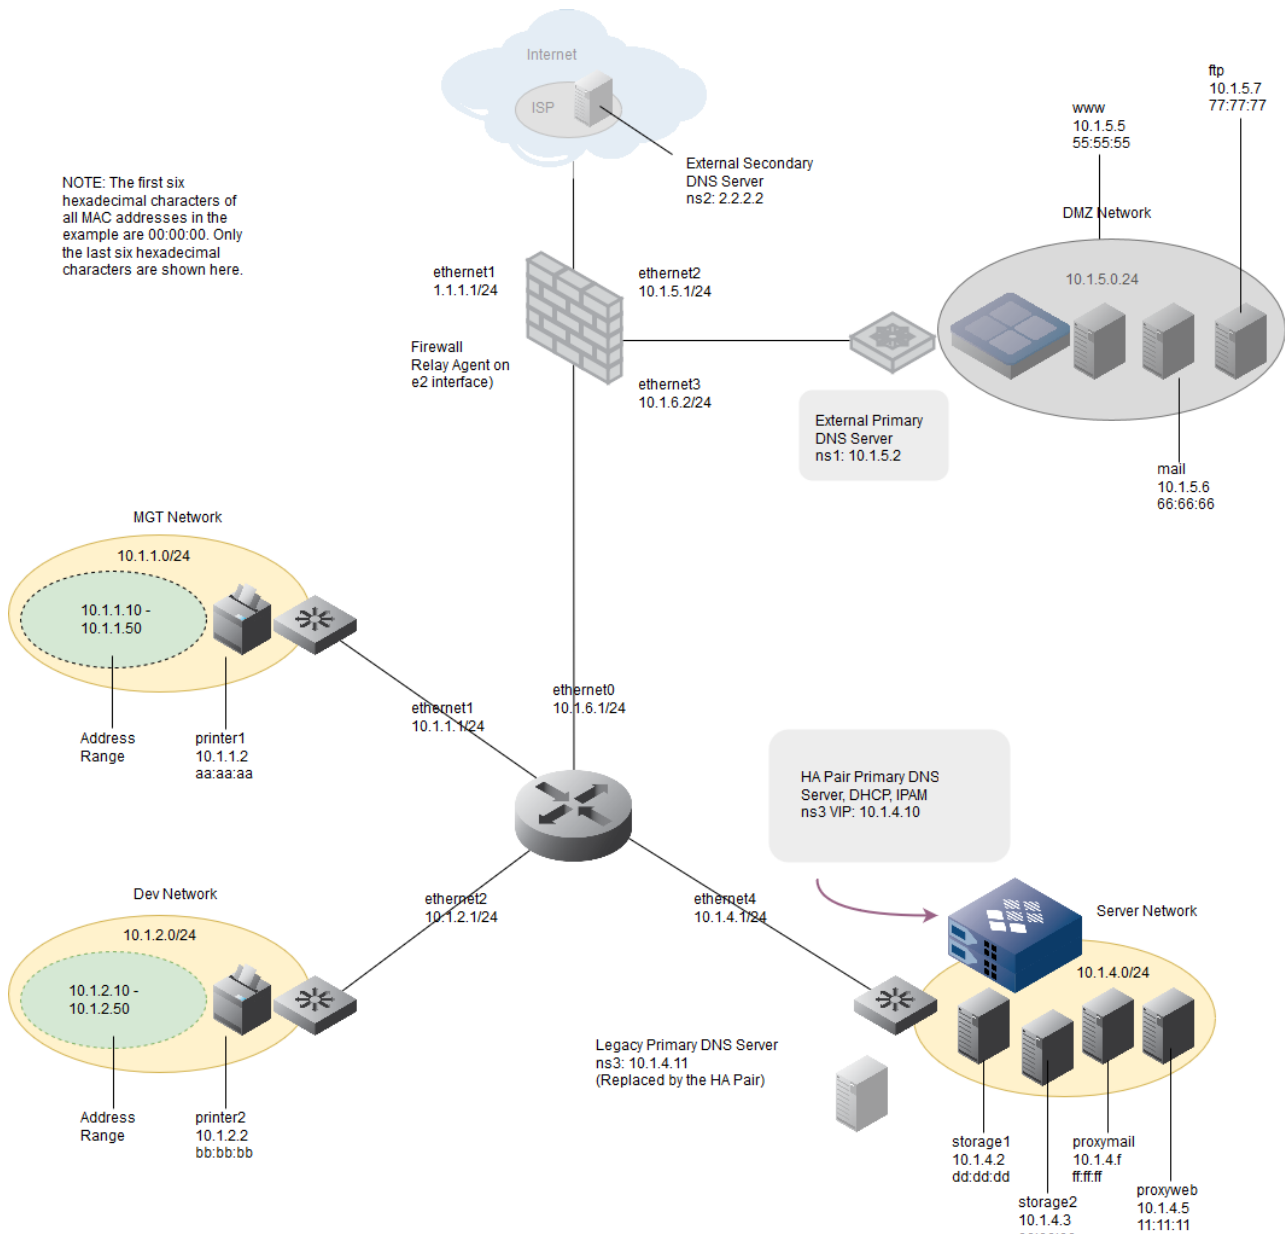 Internet
ISP
ftp
10.1.5.7
77:77:77
www
10.1.5.5
55:55:55
External Secondary
DNS Server
ns2: 2.2.2.2
NOTE: The first six
hexadecimal characters of
all MAC addresses in the
example are 00:00:00. Only
the last six hexadecimal
characters are shown here.
DMZ Network
ethernet1
1.1.1.1/24
ethernet2
10.1.5.1/24
10.1.5.0.24
Firewall
Relay Agent on
e2 interface)
ethernet3
10.1.6.2/24
External Primary
DNS Server
ns1: 10.1.5.2
mail
10.1.5.6
66:66:66
MGT Network
10.1.1.0/24
10.1.1.10 -
10.1.1.50
ethernet1
10.1.1.1/24
ethernet0
10.1.6.1/24
Address
Range
printer1
10.1.1.2
aa:aa:aa
HA Pair Primary DNS
Server, DHCP, IPAM
ns3 VIP: 10.1.4.10
Dev Network
ethernet2
10.1.2.1/24
ethernet4
10.1.4.1/24
Server Network
10.1.2.0/24
10.1.2.10 -
10.1.2.50
10.1.4.0/24
Legacy Primary DNS Server
ns3: 10.1.4.11
(Replaced by the HA Pair)
Address
Range
printer2
10.1.2.2
bb:bb:bb
storage1
10.1.4.2
dd:dd:dd
proxymail
10.1.4.f
ff:ff:ff
storage2
10.1.4.3
proxyweb
10.1.4.5
11:11:11